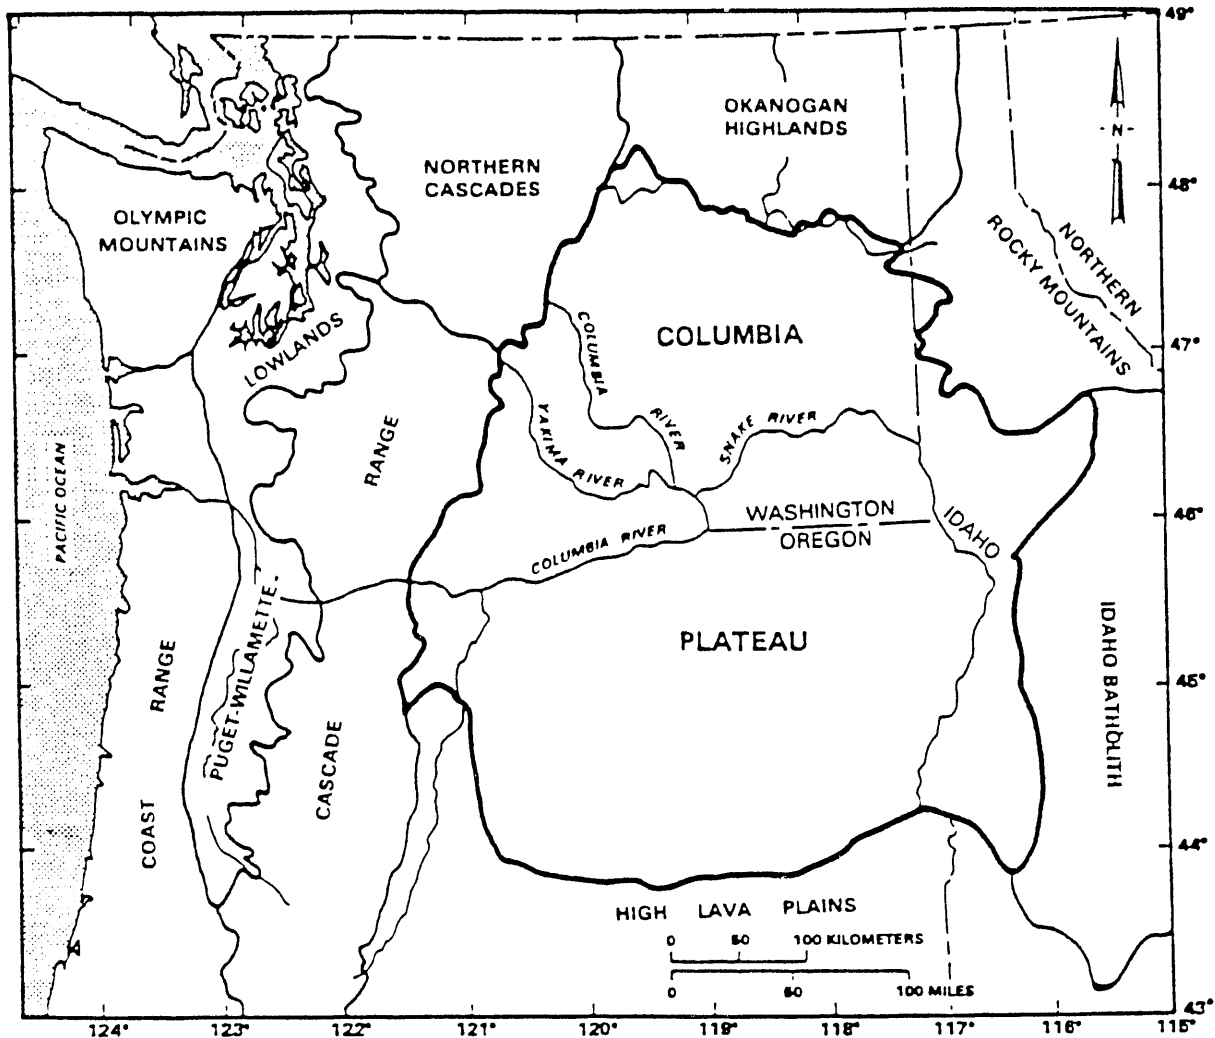 49°
OKANOGAN
HIGHLANDS
- N -
NORTHERN
CASCADES
48°
OLYMPIC
MOUNTAINS
NORTHERN
ROCKY MOUNTAINS
COLUMBIA
COLUMBIA
RIVER
47°
LOWLANDS
PUGET-WILLAMETTE
YAKIMA RIVER
SNAKE RIVER
RANGE
CASCADE
PACIFIC OCEAN
WASHINGTON
OREGON
IDAHO
46°
COLUMBIA RIVER
PLATEAU
RANGE
COAST
IDAHO BATHOLITH
45°
44°
HIGH LAVA PLAINS
0 50 100 KILOMETERS
0 50 100 MILES
43°
124° 123° 122° 121° 120° 119° 118° 117° 116° 115°